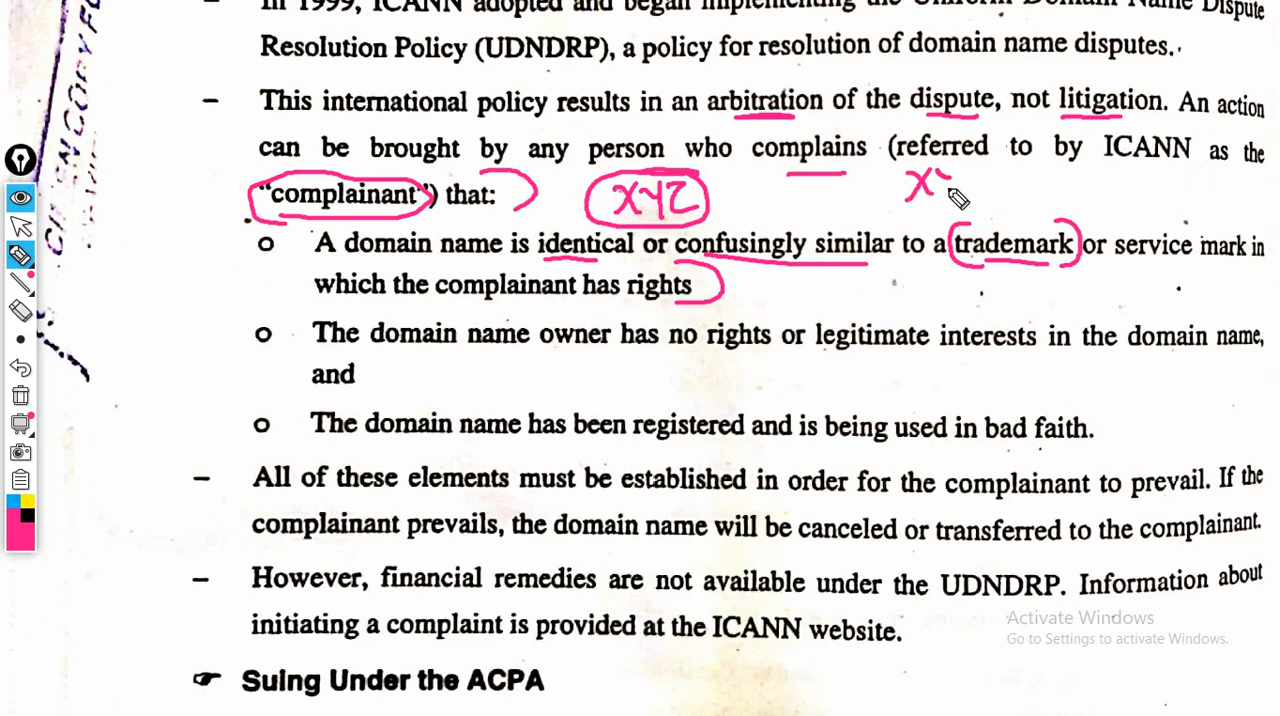 In 1999, ICANN adopted and began implementing the Uniform Domain Name Dispute
Resolution Policy (UDNDRP), a policy for resolution of domain name disputes.
– This international policy results in an arbitration of the dispute, not litigation. An action
can be brought by any person who complains (referred to by ICANN as the
"complainant") that:
XYZ
o A domain name is identical or confusingly similar to a trademark or service mark in
which the complainant has rights
o The domain name owner has no rights or legitimate interests in the domain name,
and
o The domain name has been registered and is being used in bad faith.
– All of these elements must be established in order for the complainant to prevail. If the
complainant prevails, the domain name will be canceled or transferred to the complainant.
– However, financial remedies are not available under the UDNDRP. Information about
initiating a complaint is provided at the ICANN website.
Activate Windows
Go to Settings to activate Windows.
☞ Suing Under the ACPA